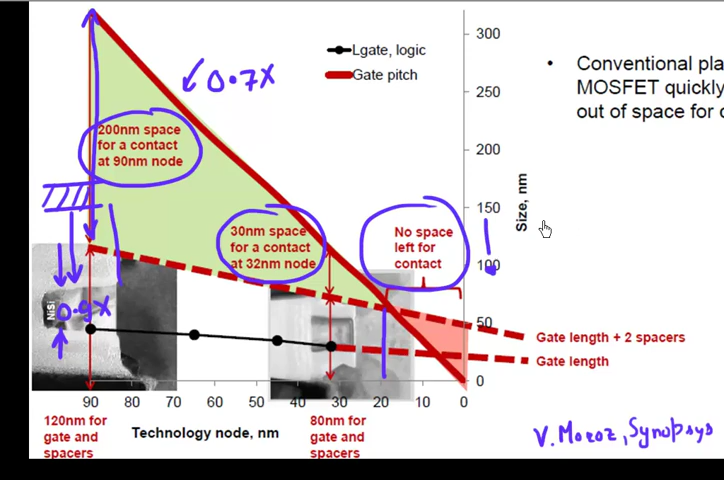 Lgate, logic
Gate pitch
0.7X
200nm space
for a contact
at 90nm node
30nm space
for a contact
at 32nm node
No space
left for
contact
300
250
200
150
100
50
0
Size, nm
Conventional pla
MOSFET quickly
out of space for
NiSi
0.9X
Gate length + 2 spacers
Gate length
90
80
70
60
50
40
30
20
10
0
Technology node, nm
120nm for
gate and
spacers
80nm for
gate and
spacers
V. Moroz, Synopsys